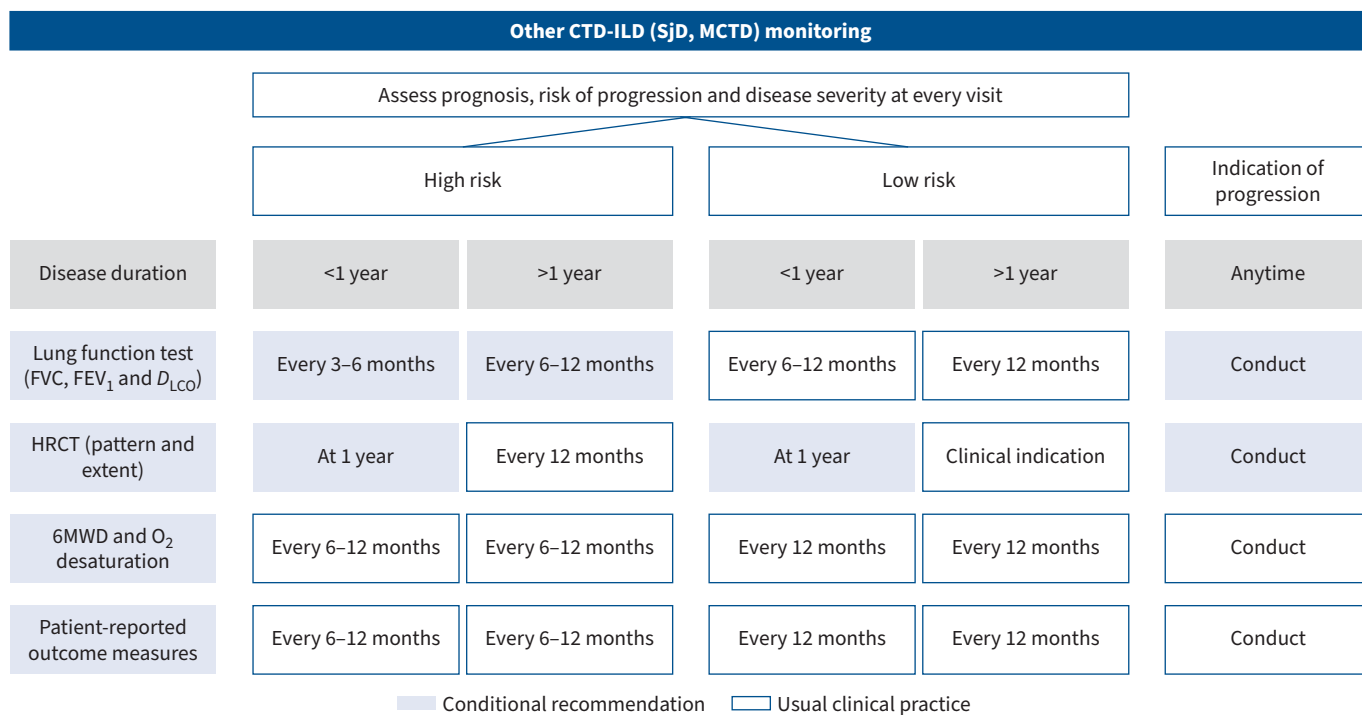 Other CTD-ILD (SjD, MCTD) monitoring
Assess prognosis, risk of progression and disease severity at every visit
High risk
Low risk
Indication of
progression
Disease duration
<1 year
>1 year
<1 year
>1 year
Anytime
Lung function test
(FVC, FEV1 and DLCO)
Every 3–6 months
Every 6–12 months
Every 6–12 months
Every 12 months
Conduct
HRCT (pattern and
extent)
At 1 year
Every 12 months
At 1 year
Clinical indication
Conduct
6MWD and O2
desaturation
Every 6–12 months
Every 6–12 months
Every 12 months
Every 12 months
Conduct
Patient-reported
outcome measures
Every 6–12 months
Every 6–12 months
Every 12 months
Every 12 months
Conduct
Conditional recommendation
Usual clinical practice